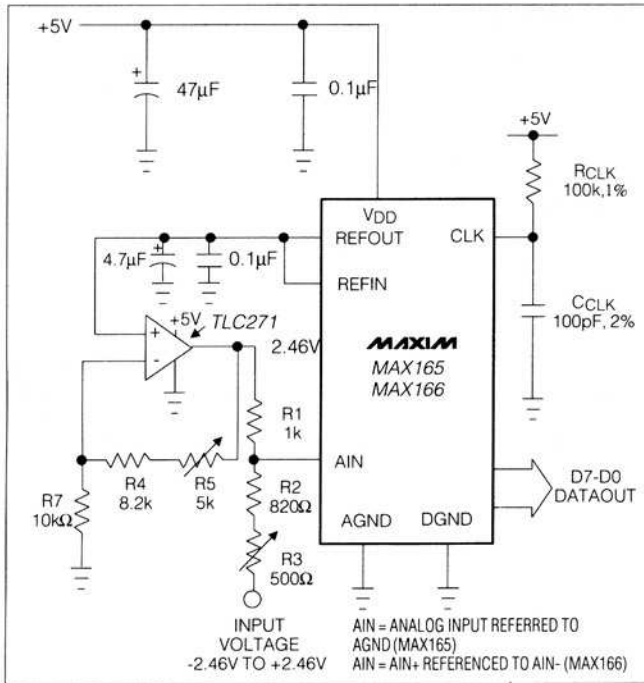 +5V
47µF
0.1µF
+5V
RCLK
100k,1%
VDD
REFOUT
CLK
4.7µF
0.1µF
REFIN
CCLK
100pF, 2%
+5V
TLC271
+
-
2.46V
MAXIM
MAX165
MAX166
R1
1k
AIN
R4
8.2k
R5
5k
R2
820Ω
D7-D0
DATAOUT
R7
10kΩ
AGND
DGND
R3
500Ω
INPUT
VOLTAGE
-2.46V TO +2.46V
AIN = ANALOG INPUT REFERRED TO
AGND (MAX165)
AIN = AIN+ REFERENCED TO AIN- (MAX166)